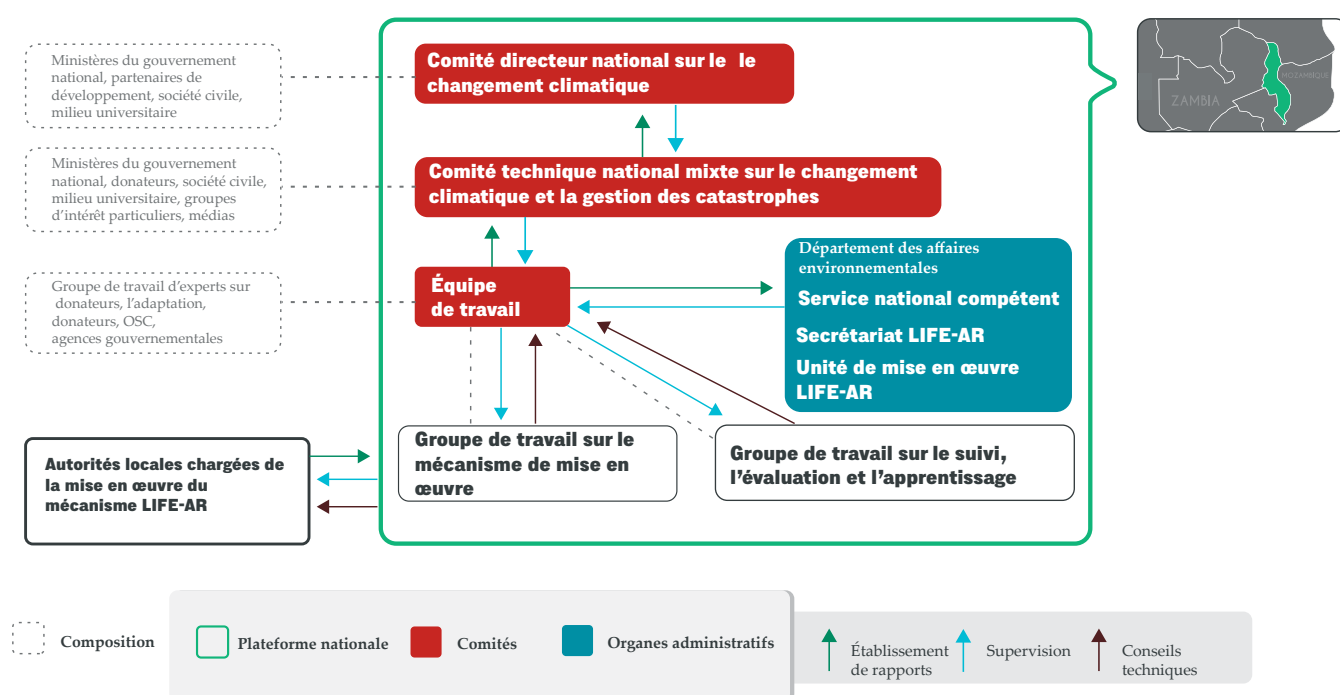 Ministères du gouvernement
national, partenaires de
développement, société civile,
milieu universitaire
Comité directeur national sur le le
changement climatique
ZAMBIA
MOZAMBIQUE
Ministères du gouvernement
national, donateurs, société civile,
milieu universitaire, groupes
d'intérêt particuliers, médias
Comité technique national mixte sur le changement
climatique et la gestion des catastrophes
Groupe de travail d'experts sur
donateurs, l'adaptation,
donateurs, OSC,
agences gouvernementales
Équipe
de travail
Département des affaires
environnementales
Service national compétent
Secrétariat LIFE-AR
Unité de mise en œuvre
LIFE-AR
Autorités locales chargées de
la mise en œuvre du
mécanisme LIFE-AR
Groupe de travail sur le
mécanisme de mise en
œuvre
Groupe de travail sur le suivi,
l'évaluation et l'apprentissage
Composition
Plateforme nationale
Comités
Organes administratifs
Établissement
de rapports
Supervision
Conseils
techniques